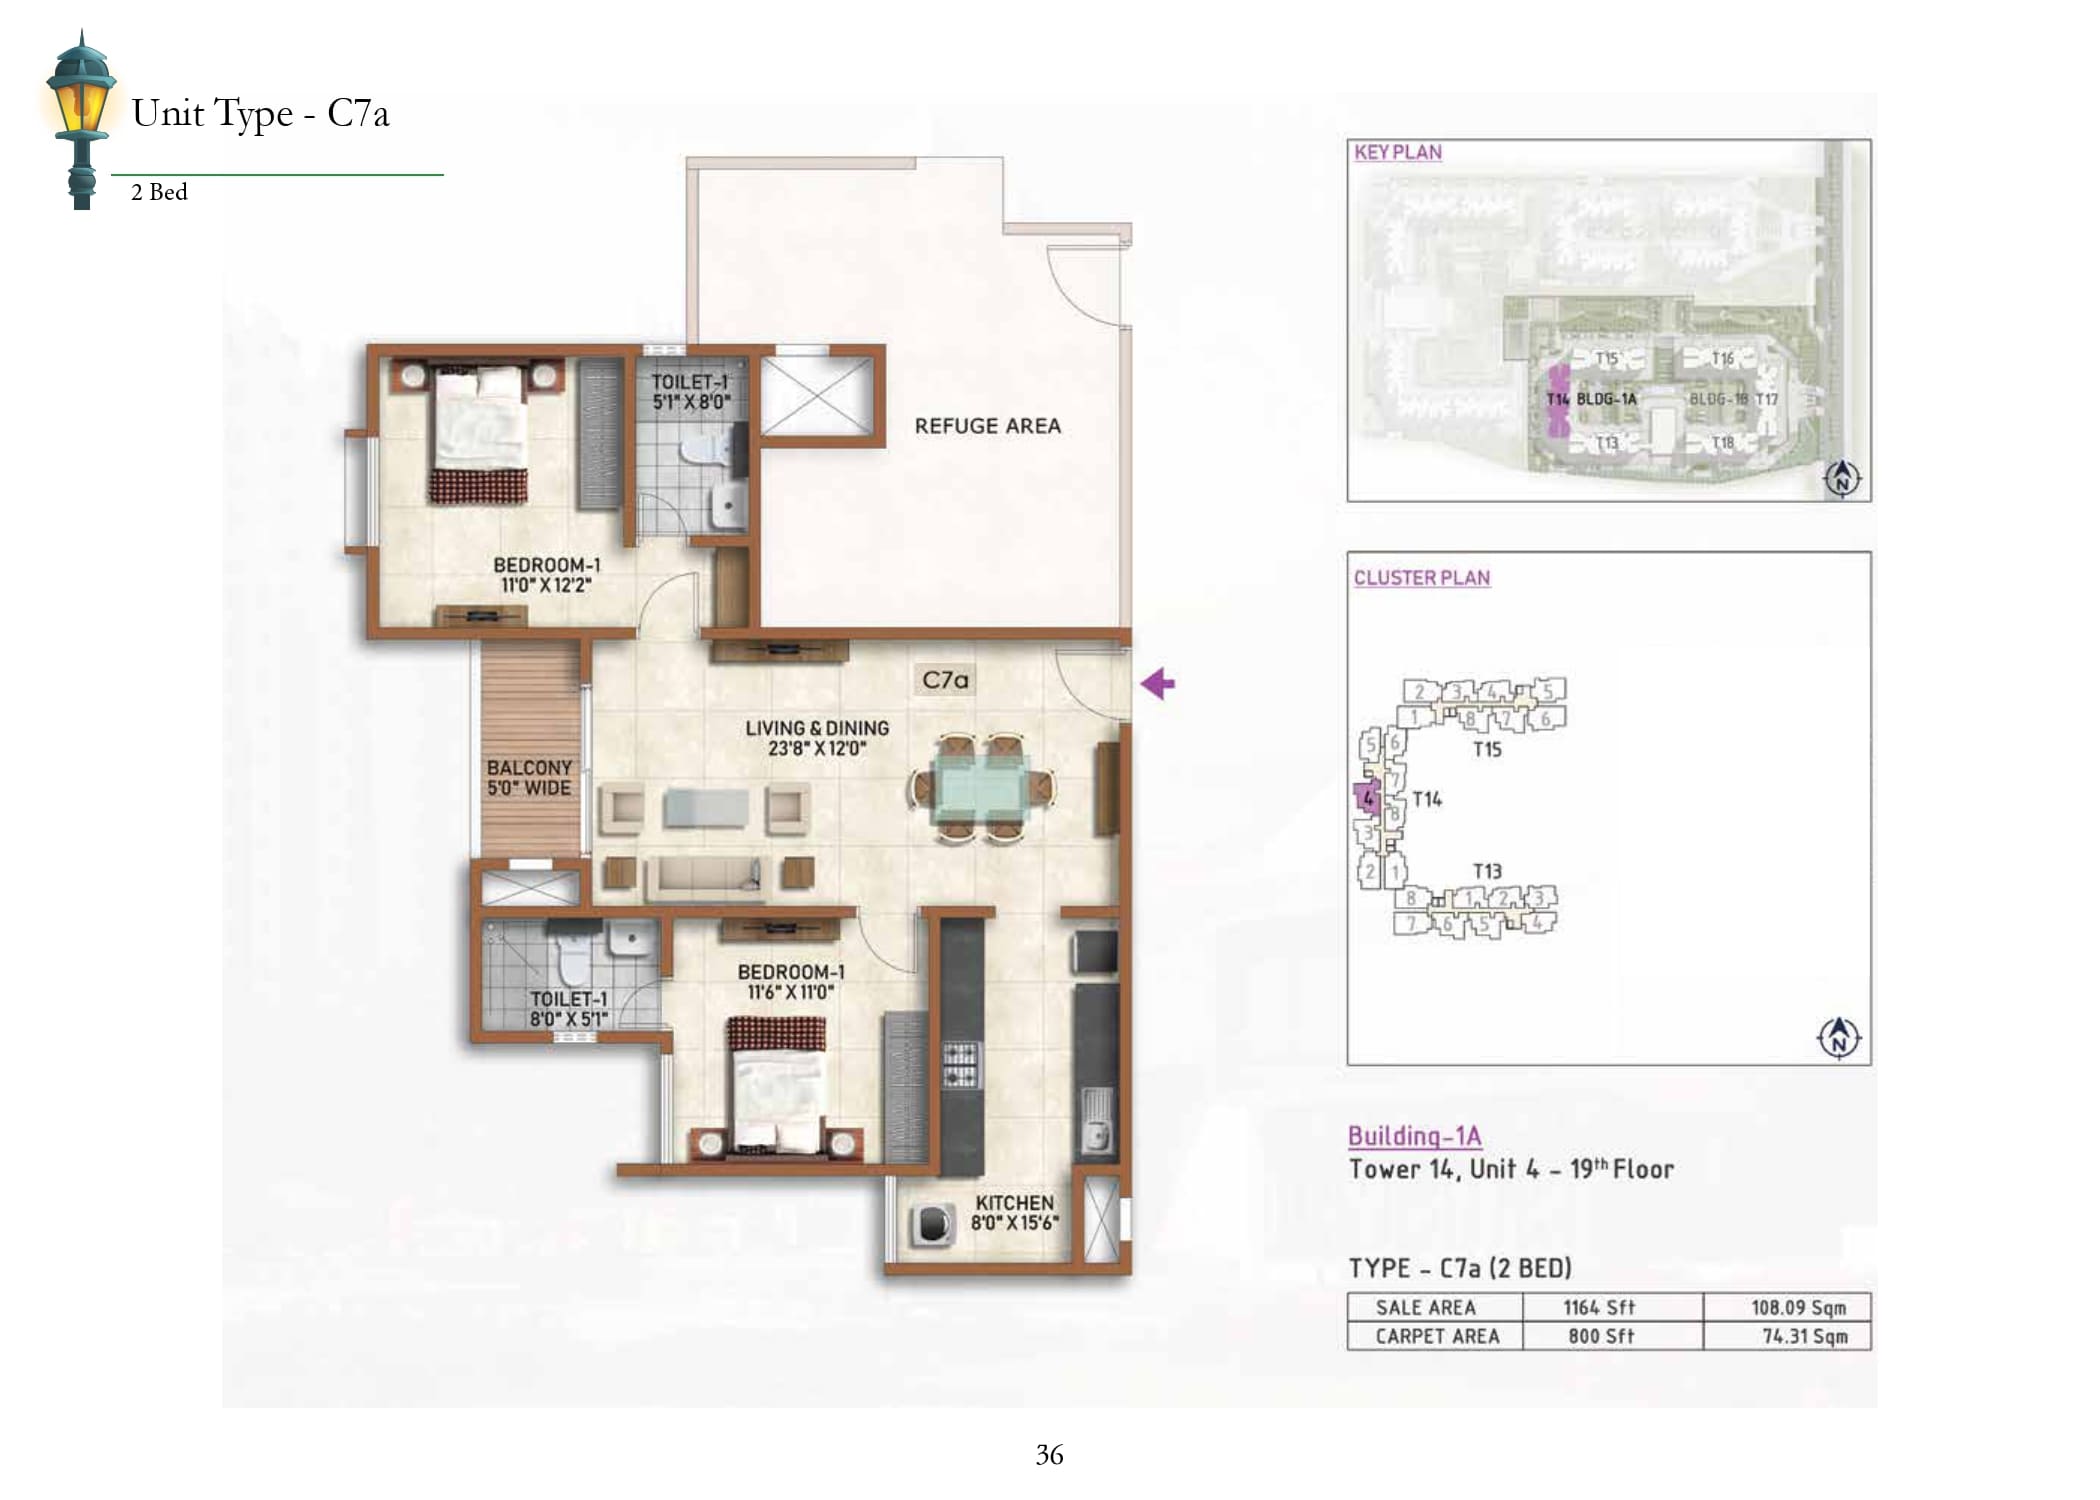 Unit Type - C7a
2 Bed
TOILET-1
5'1" X 8'0"
REFUGE AREA
BEDROOM-1
11'0" X 12'2"
C7a
LIVING & DINING
23'8" X 12'0"
BALCONY
5'0" WIDE
BEDROOM-1
11'6" X 11'0"
TOILET-1
8'0" X 5'1"
KITCHEN
8'0" X 15'6"
KEY PLAN
T15
T16
T14 BLDG-1A
BLDG-1B T17
T13
T18
N
CLUSTER PLAN
2 3 4 5
1 8 7 6
T15
5 6
7
4
T14
8
3
2 1
T13
8 1 2 3
7 6 5 4
N
Building-1A
Tower 14, Unit 4 - 19th Floor
TYPE - C7a (2 BED)
SALE AREA 1164 Sft 108.09 Sqm
CARPET AREA 800 Sft 74.31 Sqm
36